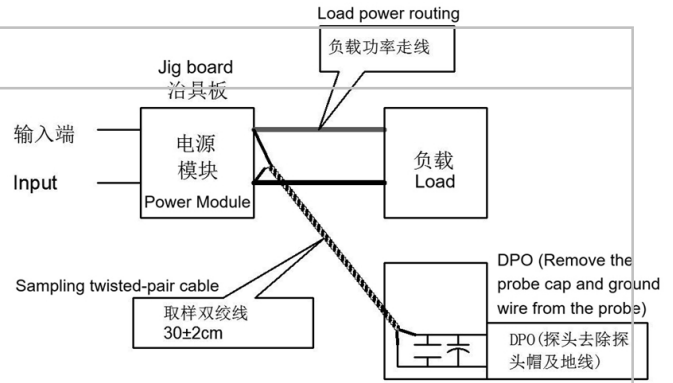 Load power routing
负载功率走线
Jig board
治具板
输入端
Input
电源
模块
Power Module
负载
Load
Sampling twisted-pair cable
取样双绞线
30±2cm
DPO (Remove the
probe cap and ground
wire from the probe)
DPO(探头去除探
头帽及地线)